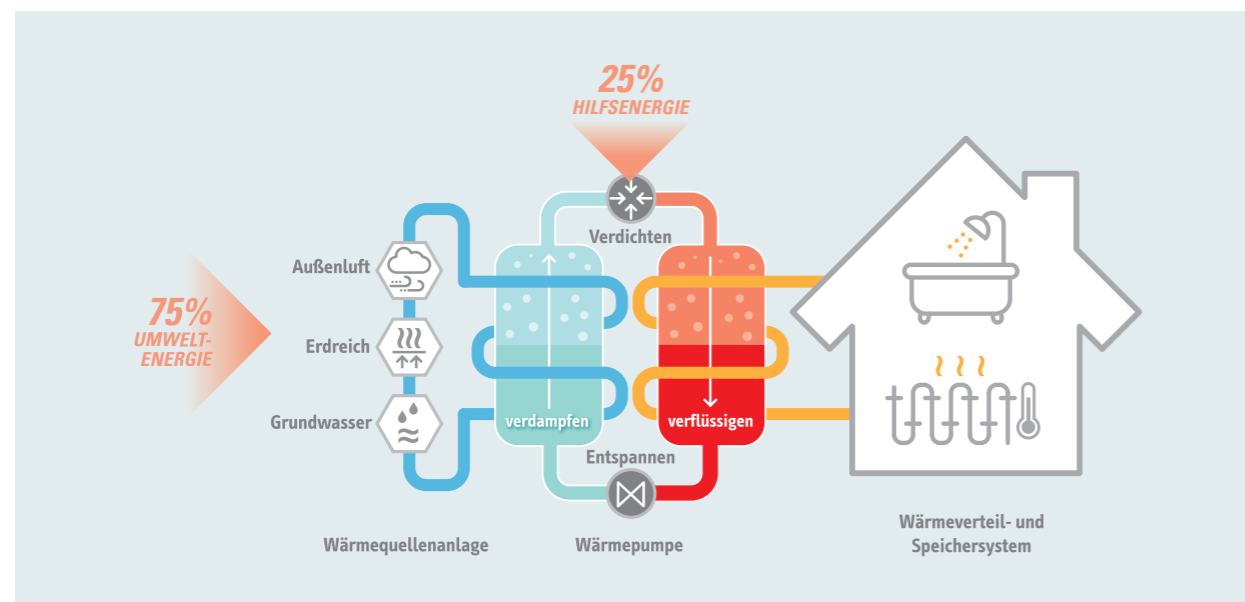 25%
HILFSENERGIE
Verdichten
Außenluft
75%
UMWELT-
ENERGIE
Erdreich
Grundwasser
verdampfen
verflüssigen
Entspannen
Wärmequellenanlage
Wärmepumpe
Wärmeverteil- und
Speichersystem